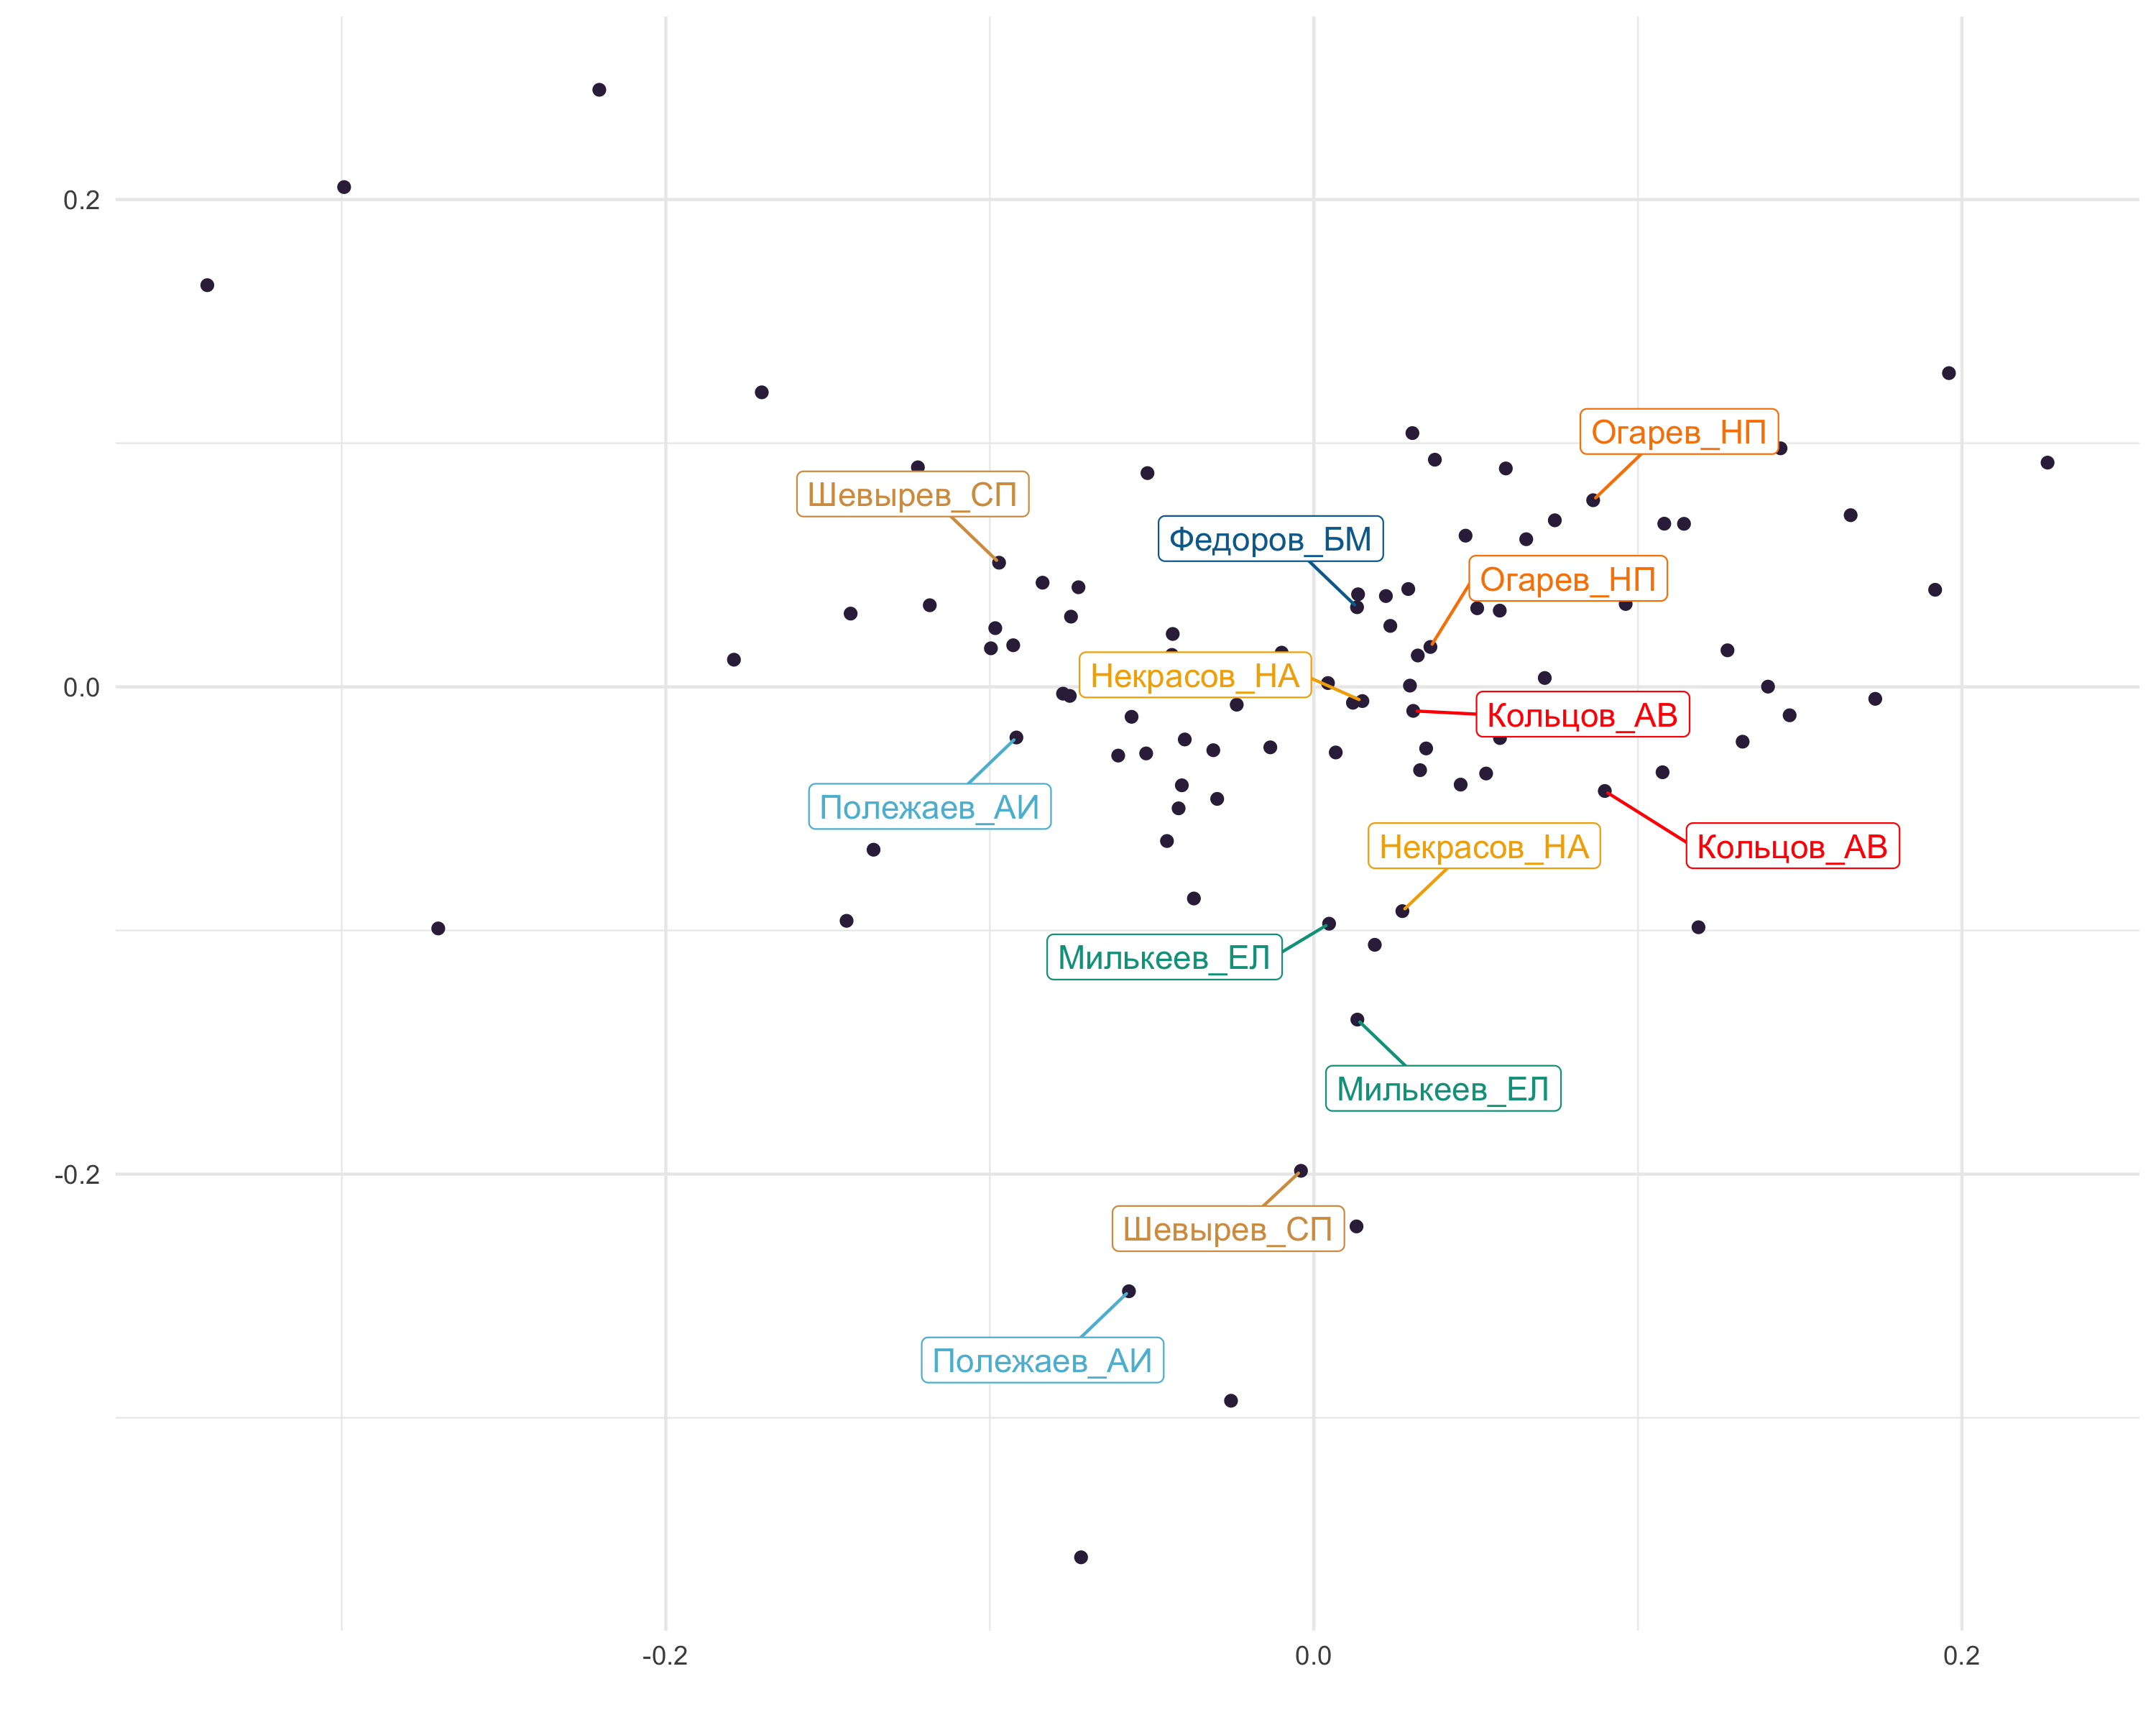 0.2
Огарев_НП
Шевырев_СП
Федоров_БМ
Огарев_НП
Некрасов_НА
0.0
Кольцов_АВ
Полежаев_АИ
Некрасов_НА
Кольцов_АВ
Милькеев_ЕЛ
Милькеев_ЕЛ
-0.2
Шевырев_СП
Полежаев_АИ
-0.2
0.0
0.2